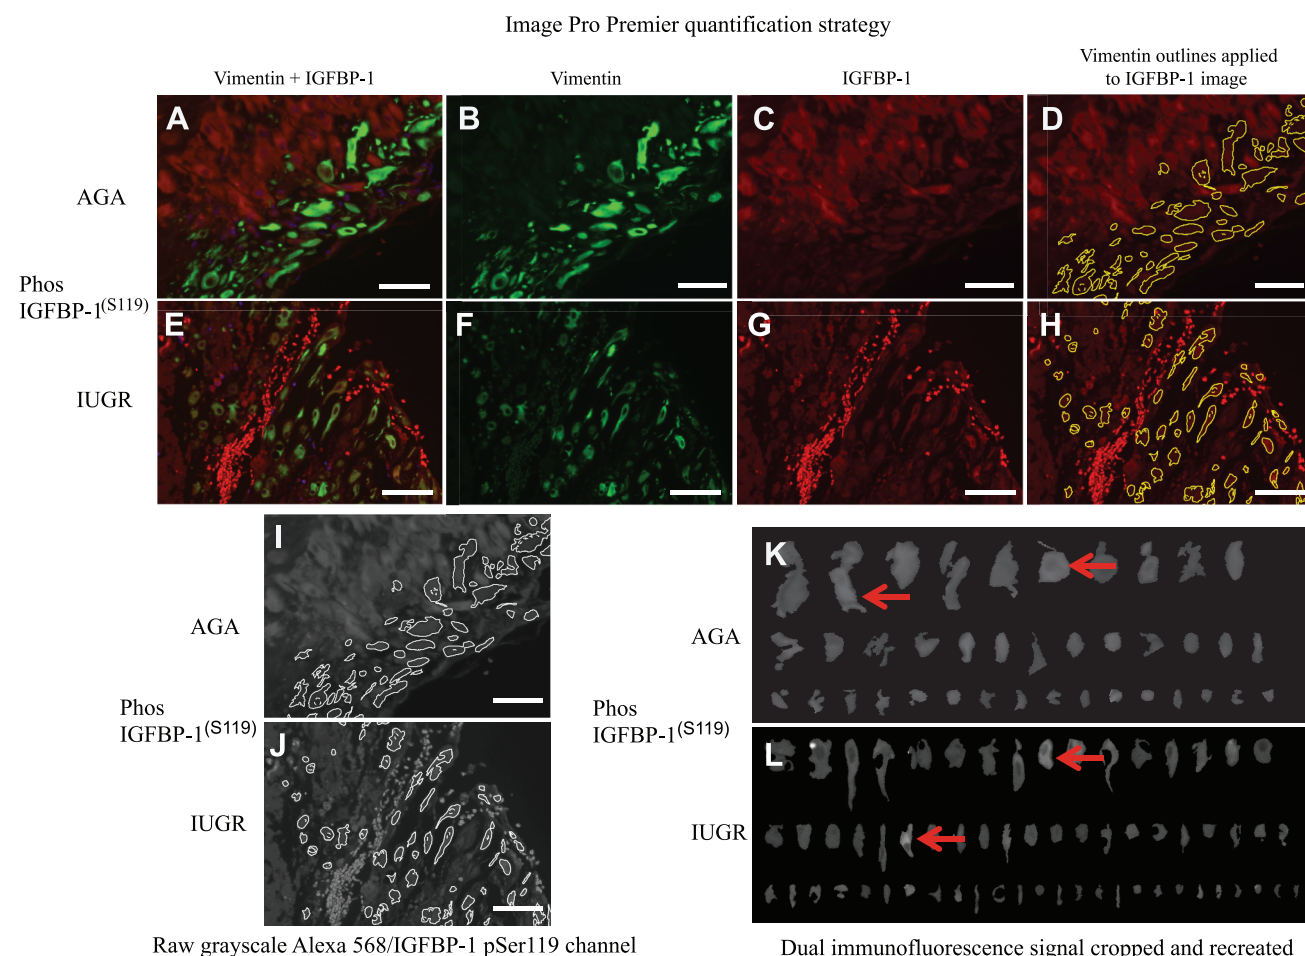 Image Pro Premier quantification strategy
Vimentin + IGFBP-1
Vimentin
IGFBP-1
Vimentin outlines applied
to IGFBP-1 image
A
B
C
D
AGA
Phos
IGFBP-1(S119)
E
F
G
H
IUGR
I
K
AGA
AGA
Phos
IGFBP-1(S119)
Phos
IGFBP-1(S119)
J
L
IUGR
IUGR
Raw grayscale Alexa 568/IGFBP-1 pSer119 channel
Dual immunofluorescence signal cropped and recreated